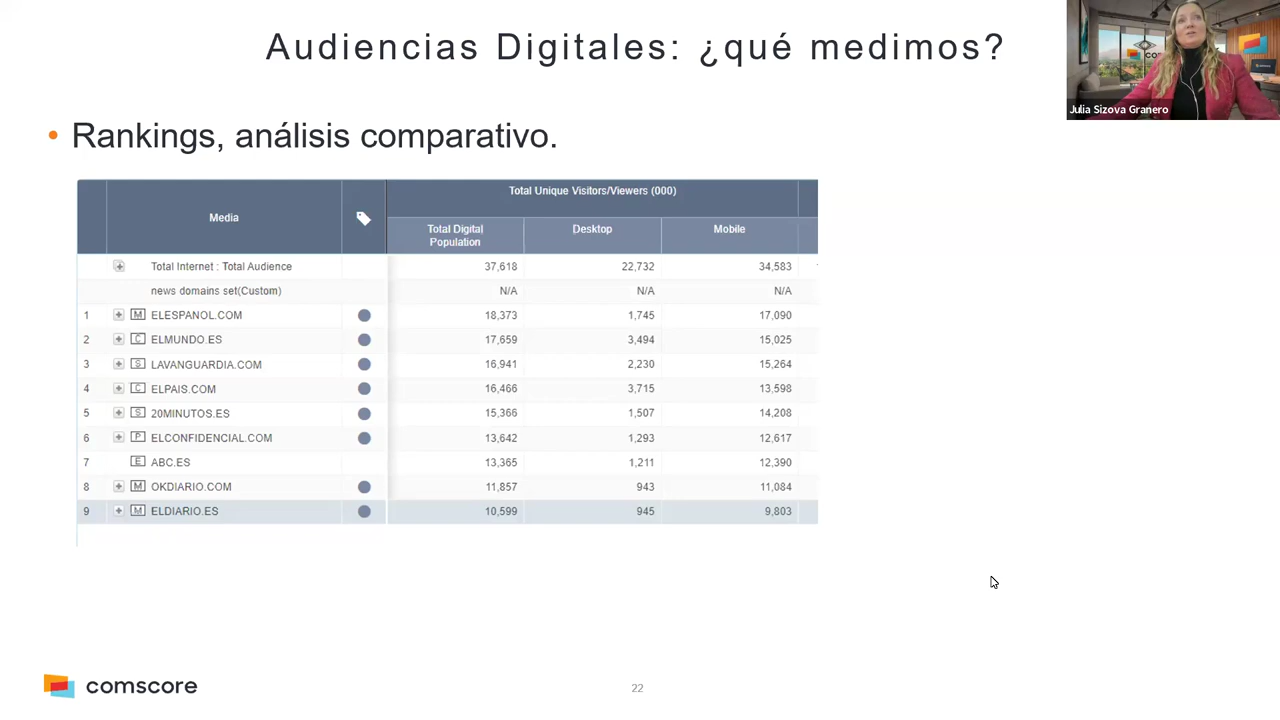 Audiencias Digitales: ¿qué medimos?
Julia Sizova Granero
• Rankings, análisis comparativo.
Media Total Unique Visitors/Viewers (000)
Total Digital Population Desktop Mobile
Total Internet : Total Audience 37,618 22,732 34,583
news domains set(Custom) N/A N/A N/A
1 M ELESPANOL.COM 18,373 1,745 17,090
2 C ELMUNDO.ES 17,659 3,494 15,025
3 S LAVANGUARDIA.COM 16,941 2,230 15,264
4 C ELPAIS.COM 16,466 3,715 13,598
5 S 20MINUTOS.ES 15,366 1,507 14,208
6 P ELCONFIDENCIAL.COM 13,642 1,293 12,617
7 E ABC.ES 13,365 1,211 12,390
8 M OKDIARIO.COM 11,857 943 11,084
9 M ELDIARIO.ES 10,599 945 9,803
comscore
22